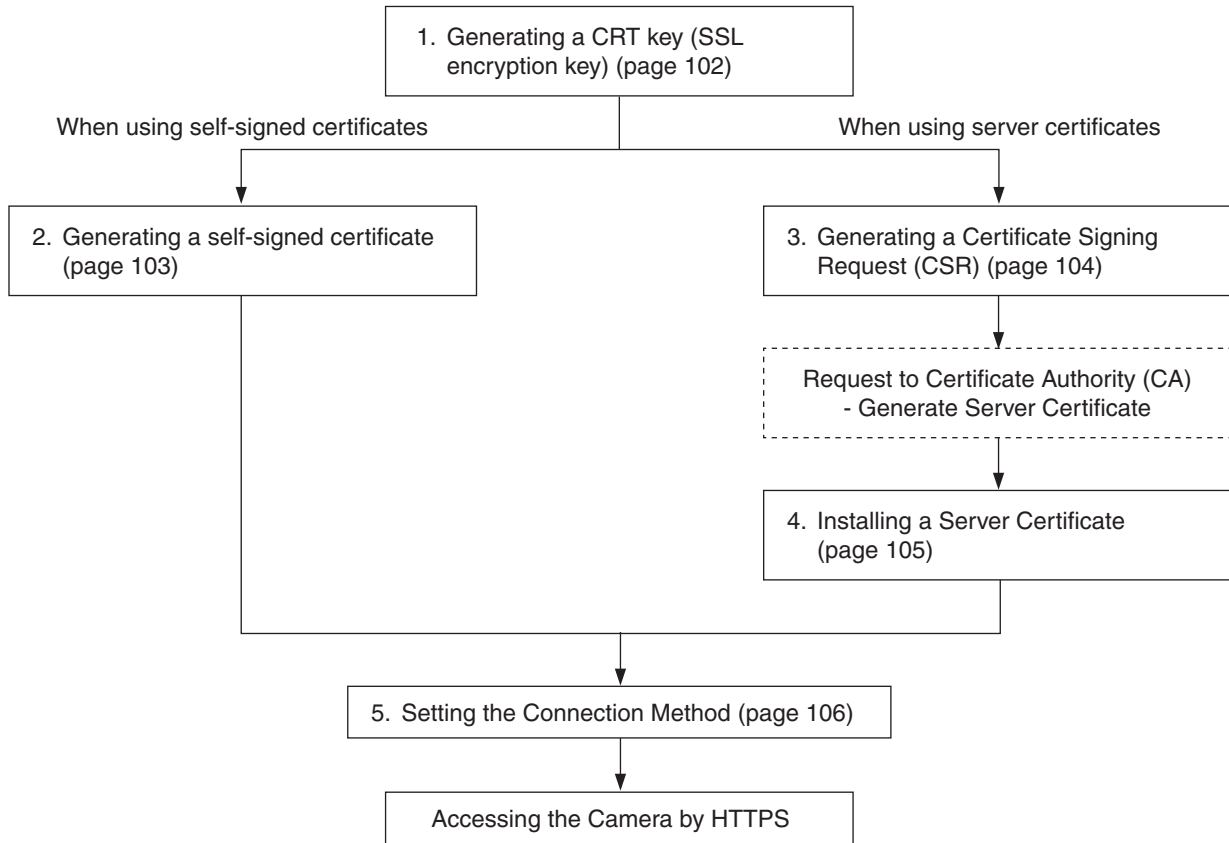 1. Generating a CRT key (SSL
encryption key) (page 102)
When using self-signed certificates
When using server certificates
2. Generating a self-signed certificate
(page 103)
3. Generating a Certificate Signing
Request (CSR) (page 104)
Request to Certificate Authority (CA)
- Generate Server Certificate
4. Installing a Server Certificate
(page 105)
5. Setting the Connection Method (page 106)
Accessing the Camera by HTTPS